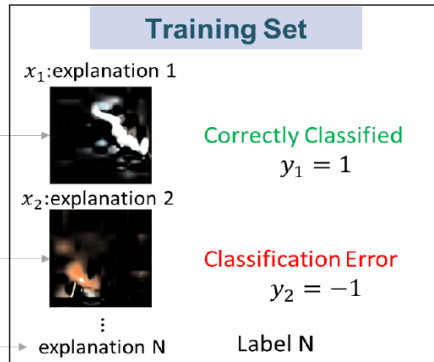 Training Set
x₁:explanation 1
Correctly Classified
y₁ = 1
x₂:explanation 2
Classification Error
y₂ = −1
⋮
explanation N Label N